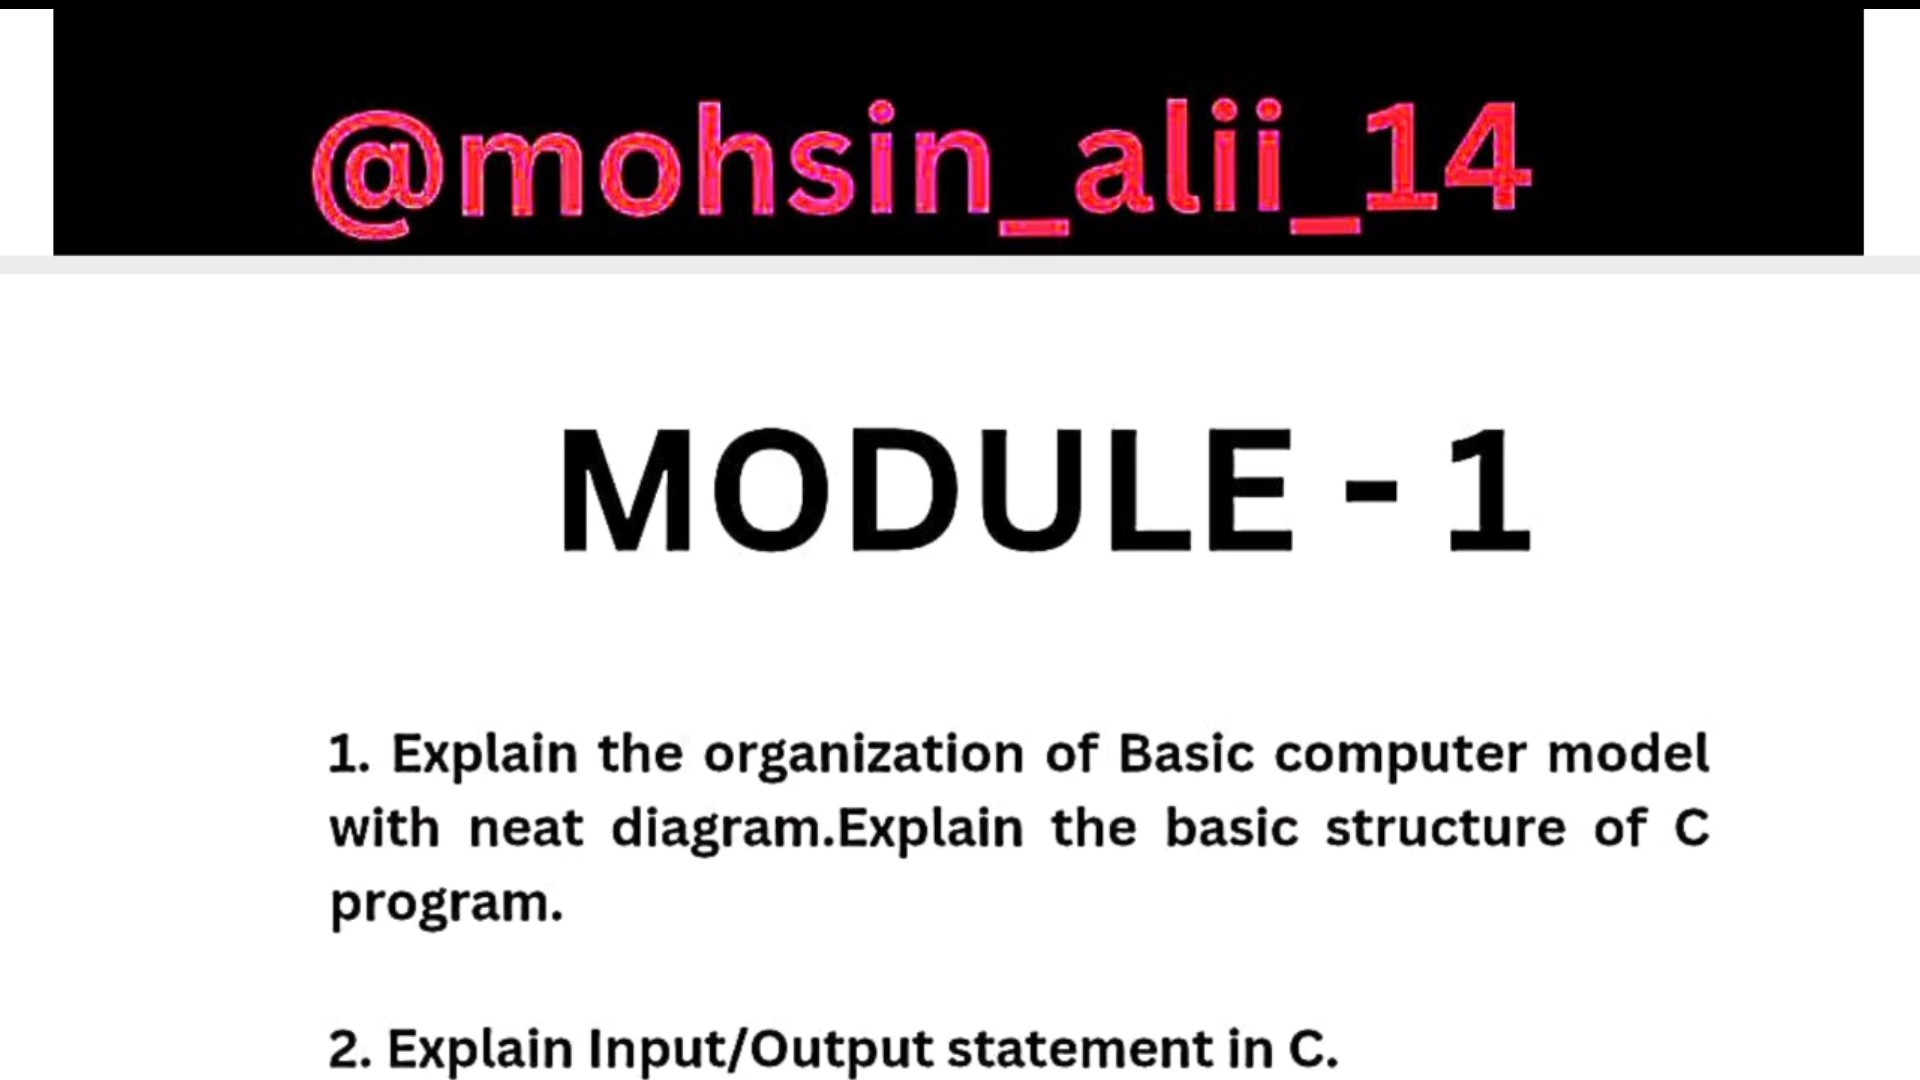 @mohsin_alii_14
MODULE - 1
1. Explain the organization of Basic computer model
with neat diagram.Explain the basic structure of C
program.
2. Explain Input/Output statement in C.